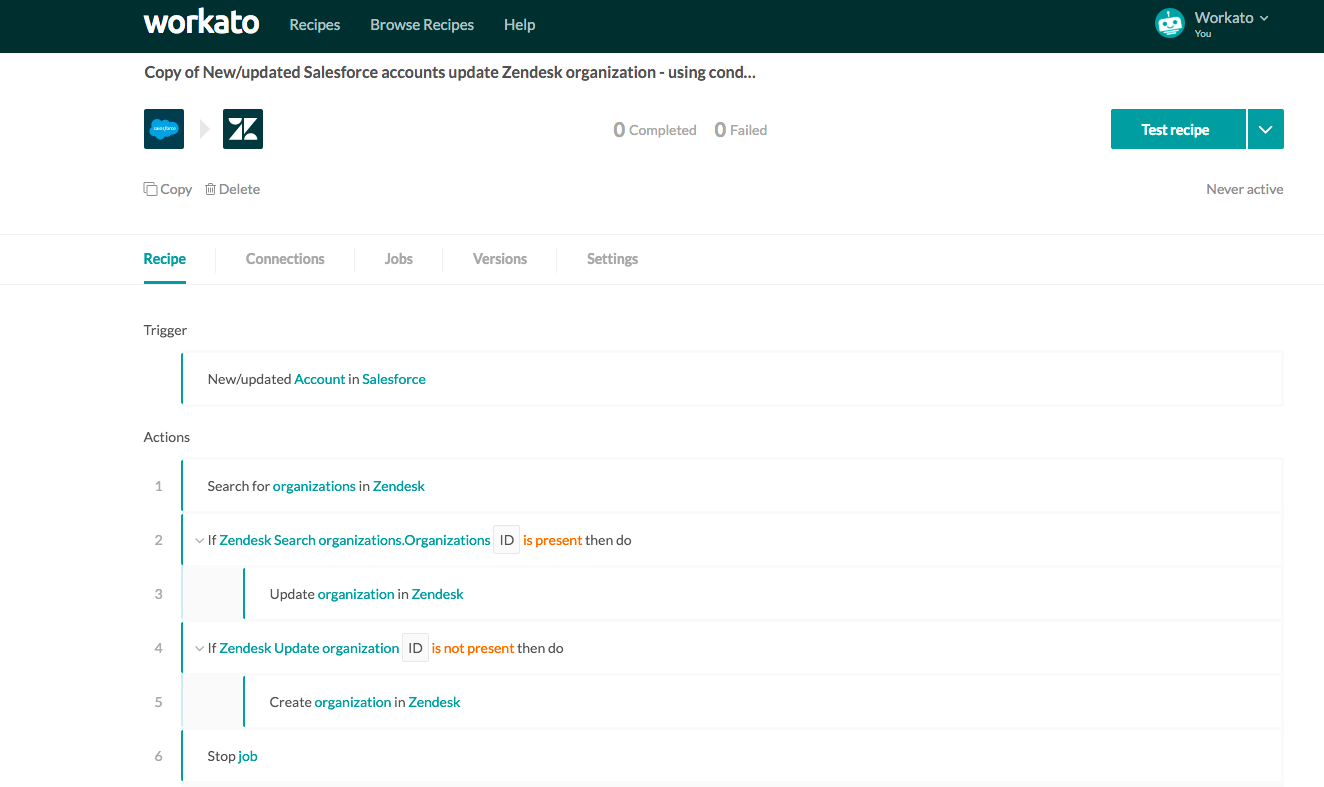 workato Recipes Browse Recipes Help Workato
You
Copy of New/updated Salesforce accounts update Zendesk organization - using cond...
salesforce
0 Completed 0 Failed
Test recipe
Copy Delete
Never active
Recipe Connections Jobs Versions Settings
Trigger
New/updated Account in Salesforce
Actions
1 Search for organizations in Zendesk
2 If Zendesk Search organizations.Organizations ID is present then do
3 Update organization in Zendesk
4 If Zendesk Update organization ID is not present then do
5 Create organization in Zendesk
6 Stop job